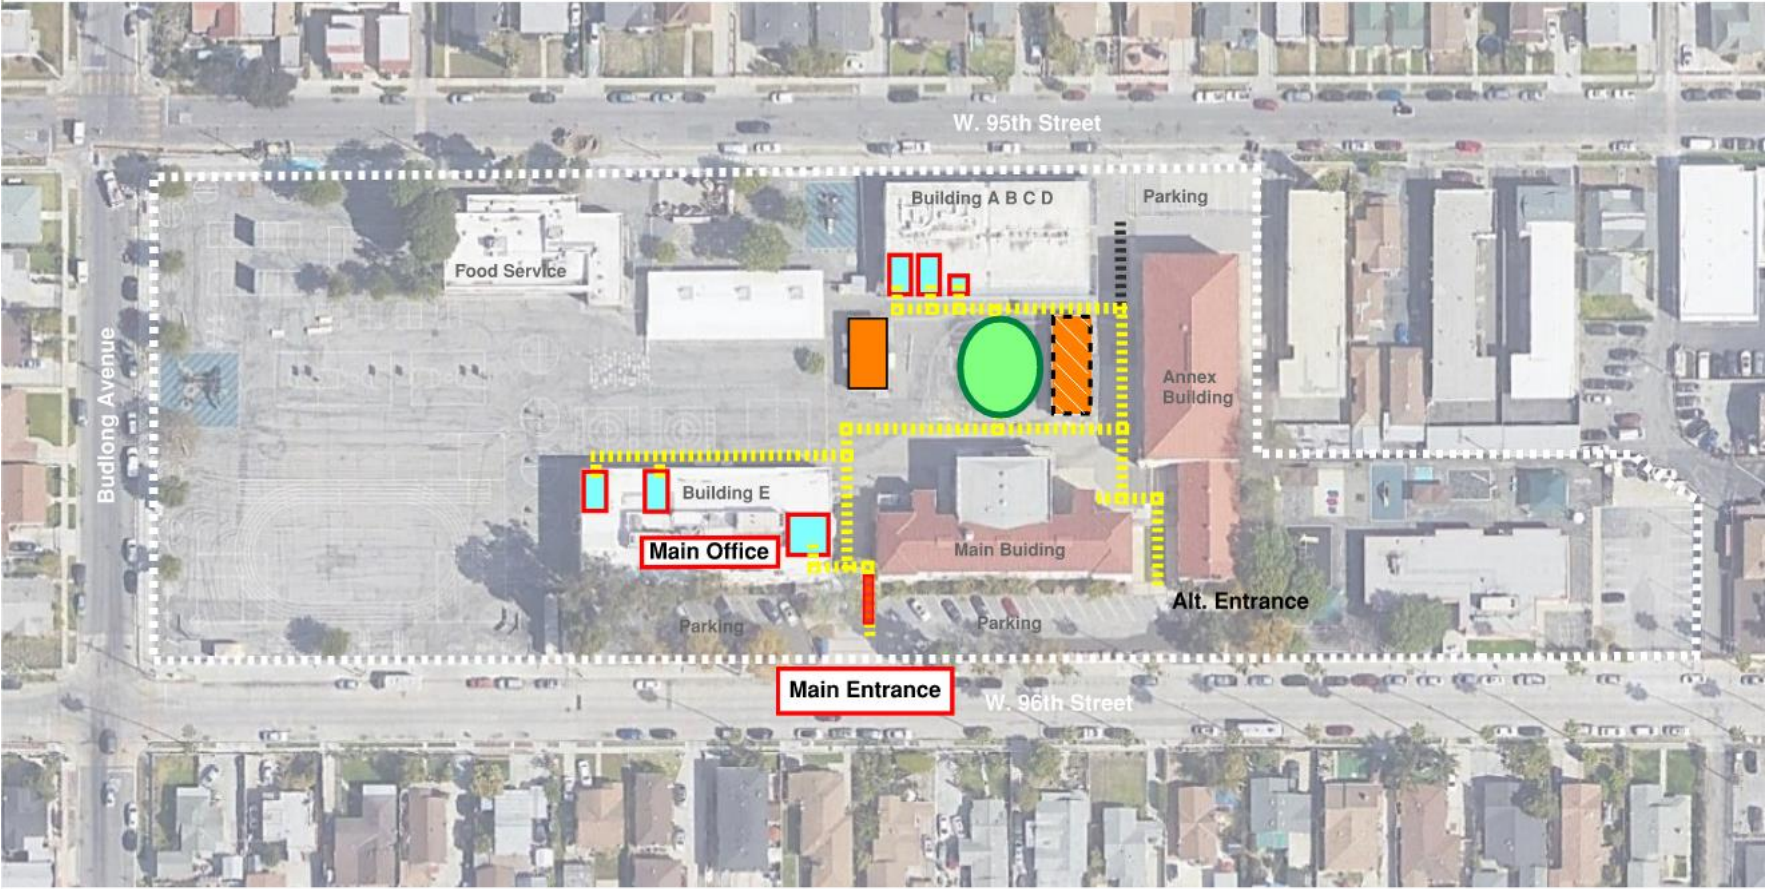 W. 95th Street
Building A B C D
Parking
Food Service
Annex
Building
Budlong Avenue
Building E
Main Office
Main Buiding
Alt. Entrance
Parking
Parking
Main Entrance
W. 96th Street